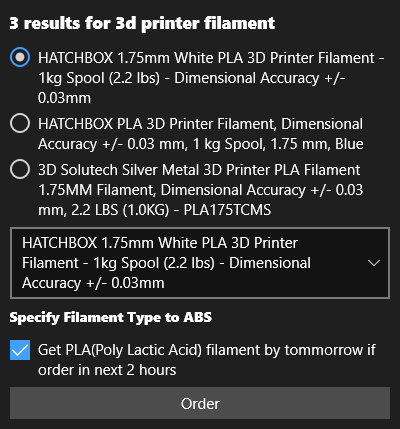 3 results for 3d printer filament
HATCHBOX 1.75mm White PLA 3D Printer Filament -
1kg Spool (2.2 lbs) - Dimensional Accuracy +/-
0.03mm
HATCHBOX PLA 3D Printer Filament, Dimensional
Accuracy +/- 0.03 mm, 1 kg Spool, 1.75 mm, Blue
3D Solutech Silver Metal 3D Printer PLA Filament
1.75MM Filament, Dimensional Accuracy +/- 0.03
mm, 2.2 LBS (1.0KG) - PLA175TCMS
HATCHBOX 1.75mm White PLA 3D Printer
Filament - 1kg Spool (2.2 lbs) - Dimensional
Accuracy +/- 0.03mm
Specify Filament Type to ABS
Get PLA(Poly Lactic Acid) filament by tommorrow if
order in next 2 hours
Order